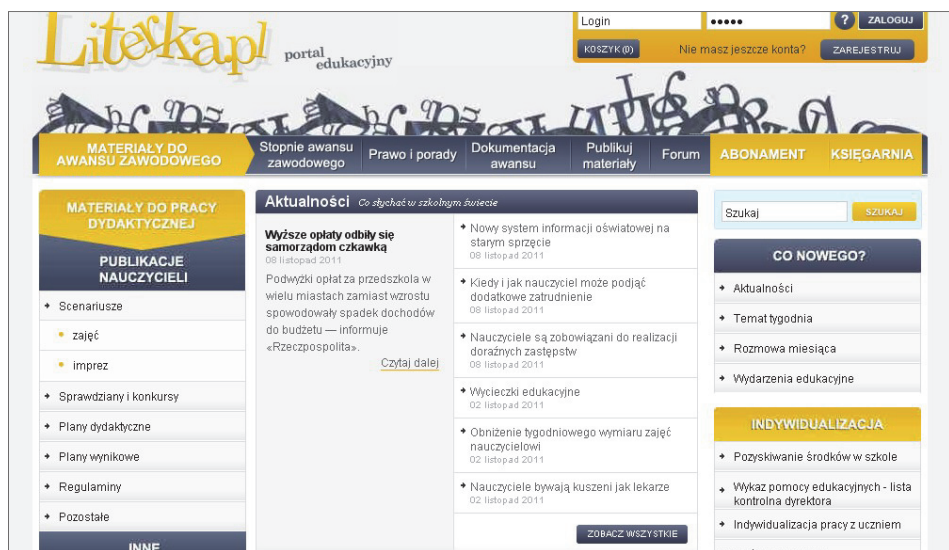 Literka.pl
portal
edukacyjny
Login
?
ZALOGUJ
KOSZYK (0)
Nie masz jeszcze konta?
ZAREJESTRUJ
MATERIAŁY DO
AWANSU ZAWODOWEGO
Stopnie awansu
zawodowego
Prawo i porady
Dokumentacja
awansu
Publikuj
materiały
Forum
ABONAMENT
KSIĘGARNIA
MATERIAŁY DO PRACY
DYDAKTYCZNEJ
PUBLIKACJE
NAUCZYCIELI
Scenariusze
zajęć
imprez
Sprawdziany i konkursy
Plany dydaktyczne
Plany wynikowe
Regulaminy
Pozostałe
INNE
Aktualności Co słychać w szkolnym świecie
Wyższe opłaty odbiły się
samorządom czkawką
08 listopad 2011
Podwyżki opłat za przedszkola w
wielu miastach zamiast wzrostu
spowodowały spadek dochodów
do budżetu — informuje
«Rzeczpospolita».
Czytaj dalej
Nowy system informacji oświatowej na
starym sprzęcie
08 listopad 2011
Kiedy i jak nauczyciel może podjąć
dodatkowe zatrudnienie
08 listopad 2011
Nauczyciele są zobowiązani do realizacji
doraźnych zastępstw
08 listopad 2011
Wycieczki edukacyjne
02 listopad 2011
Obniżenie tygodniowego wymiaru zajęć
nauczycielowi
02 listopad 2011
Nauczyciele bywają kuszeni jak lekarze
02 listopad 2011
ZOBACZ WSZYSTKIE
Szukaj
SZUKAJ
CO NOWEGO?
Aktualności
Temat tygodnia
Rozmowa miesiąca
Wydarzenia edukacyjne
INDYWIDUALIZACJA
Pozyskiwanie środków w szkole
Wykaz pomocy edukacyjnych - lista
kontrolna dyrektora
Indywidualizacja pracy z uczniem